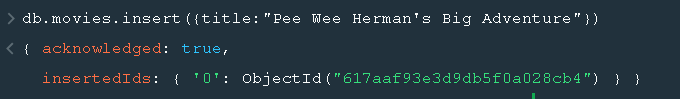 > db.movies.insert({title:"Pee Wee Herman's Big Adventure"})
< { acknowledged: true,
insertedIds: { '0': ObjectId("617aaf93e3d9db5f0a028cb4") } }